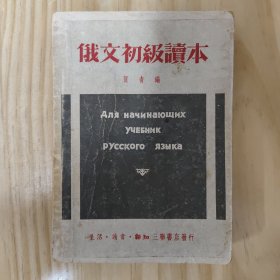 俄文初級讀本
賀青編
Для начинающих
учебник
русского языка
生活·讀書·新知三聯書店發行